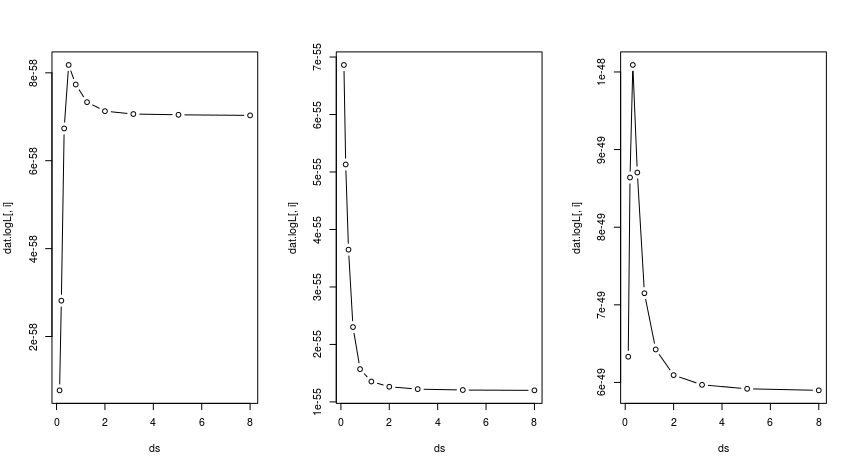 8e-58
6e-58
4e-58
2e-58
dat.logL[, i]
0 2 4 6 8
ds
7e-55
6e-55
5e-55
4e-55
3e-55
2e-55
1e-55
dat.logL[, i]
0 2 4 6 8
ds
1e-48
9e-49
8e-49
7e-49
6e-49
dat.logL[, i]
0 2 4 6 8
ds